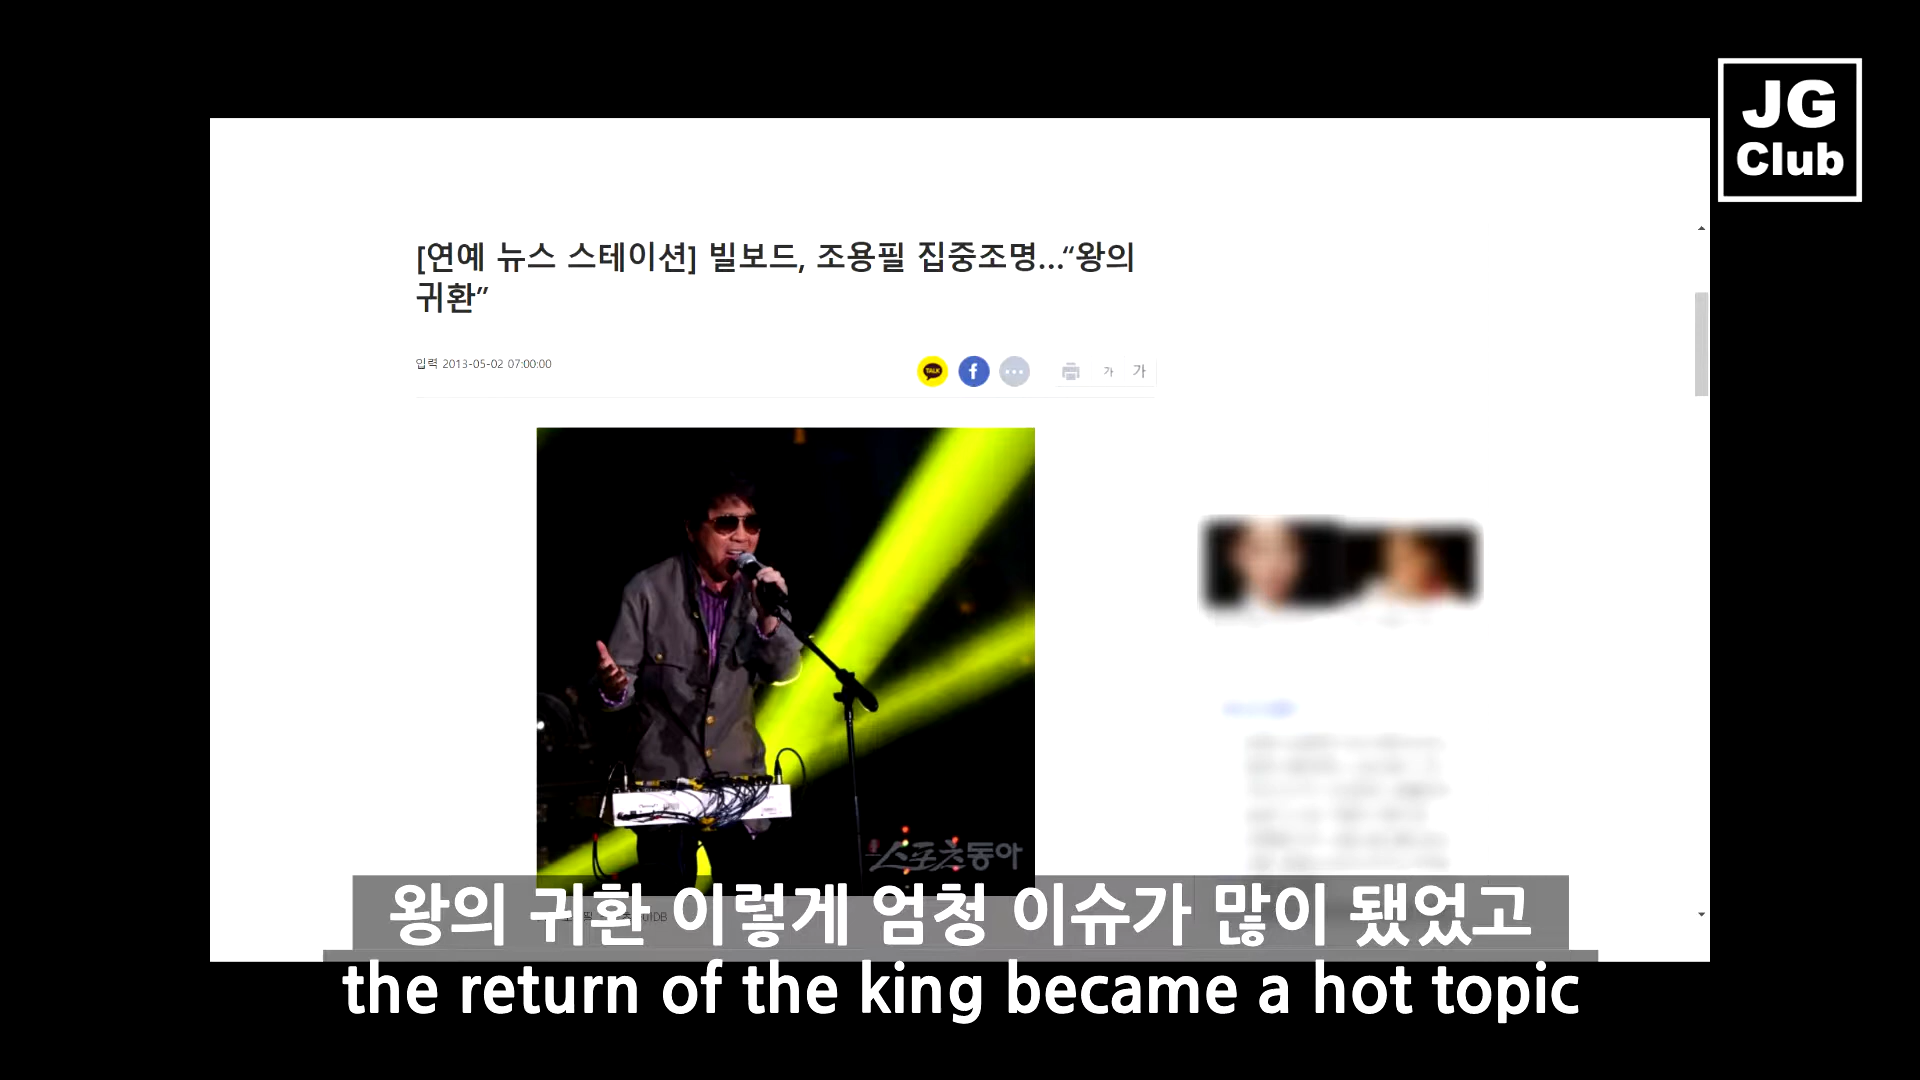 JG
Club
[연예 뉴스 스테이션] 빌보드, 조용필 집중조명…“왕의
귀환”
입력 2013-05-02 07:00:00
TALK
f
가 가
스포츠동아
왕의 귀환 이렇게 엄청 이슈가 많이 됐었고
the return of the king became a hot topic